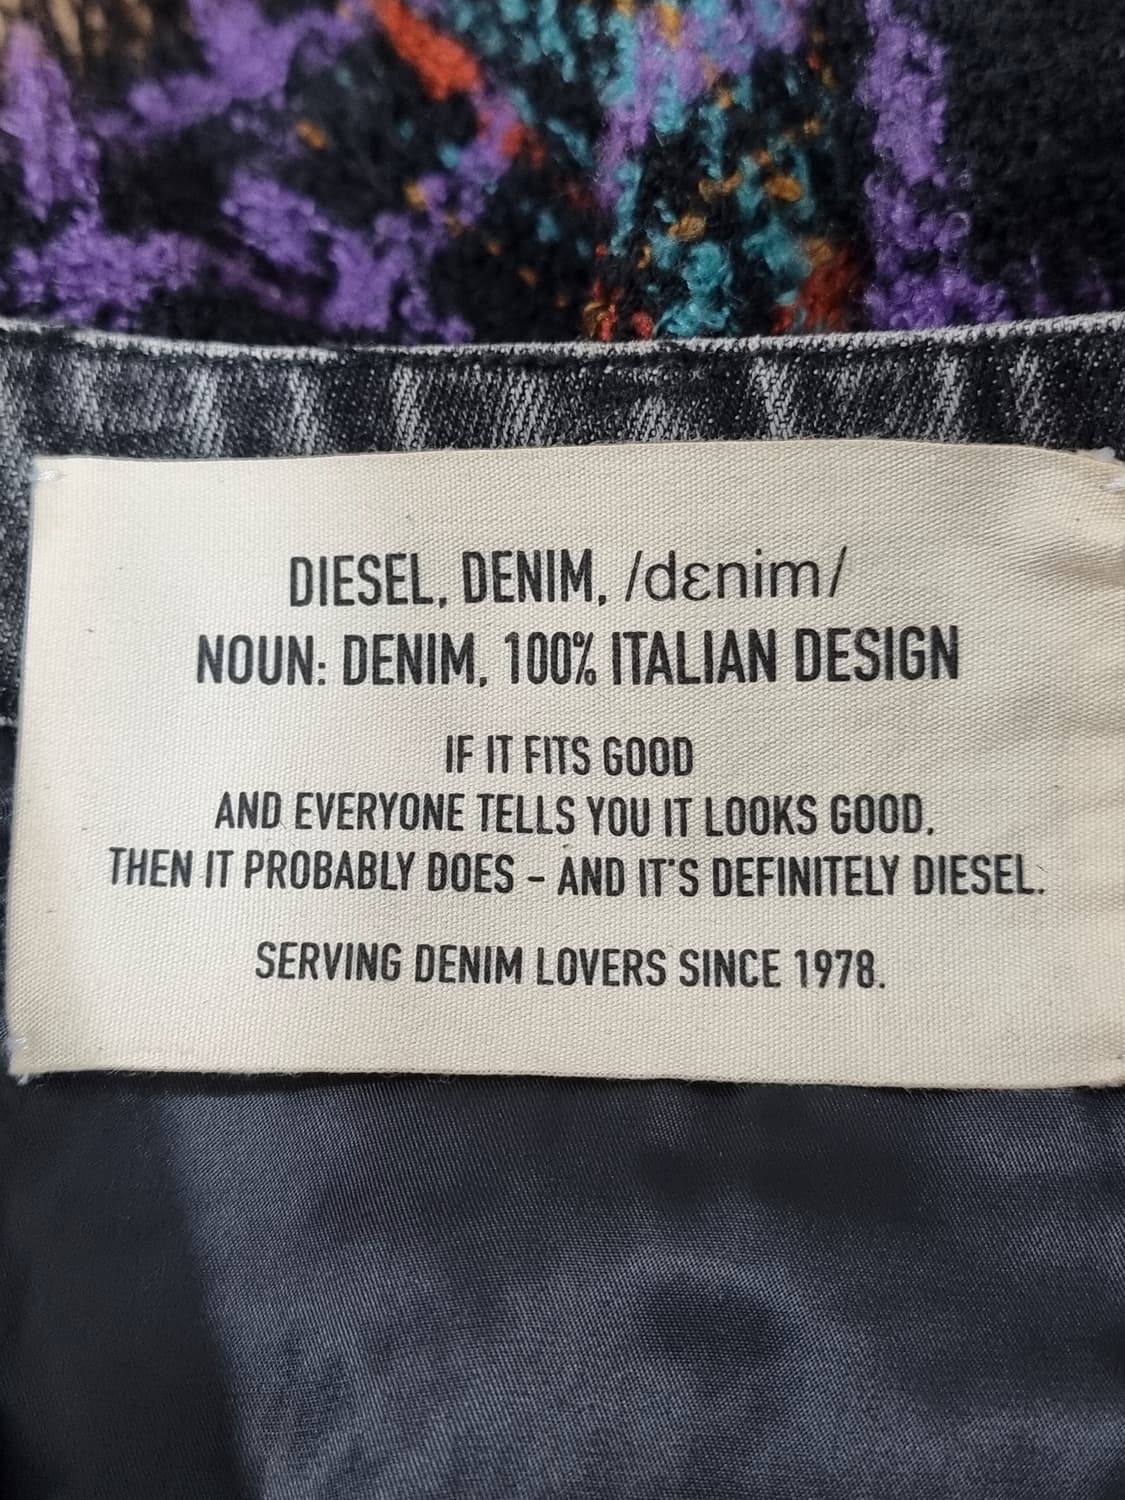 DIESEL, DENIM, /dɛnim/
NOUN: DENIM, 100% ITALIAN DESIGN
IF IT FITS GOOD
AND EVERYONE TELLS YOU IT LOOKS GOOD,
THEN IT PROBABLY DOES - AND IT'S DEFINITELY DIESEL.
SERVING DENIM LOVERS SINCE 1978.